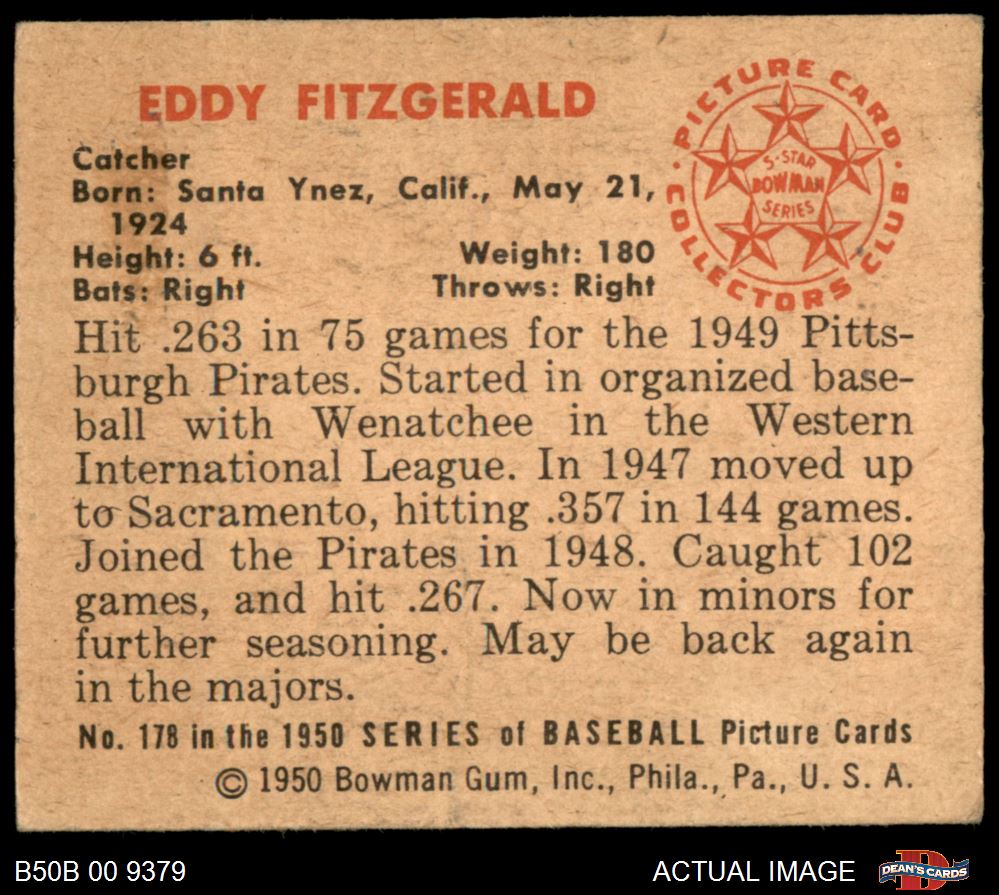 EDDY FITZGERALD
Catcher
Born: Santa Ynez, Calif., May 21,
1924
Height: 6 ft. Weight: 180
Bats: Right Throws: Right
PICTURE CARD
COLLECTORS CLUB
5-STAR
BOWMAN
SERIES
Hit .263 in 75 games for the 1949 Pitts-
burgh Pirates. Started in organized base-
ball with Wenatchee in the Western
International League. In 1947 moved up
to Sacramento, hitting .357 in 144 games.
Joined the Pirates in 1948. Caught 102
games, and hit .267. Now in minors for
further seasoning. May be back again
in the majors.
No. 178 in the 1950 SERIES of BASEBALL Picture Cards
© 1950 Bowman Gum, Inc., Phila., Pa., U. S. A.
B50B 00 9379 ACTUAL IMAGE
DEAN'S CARDS